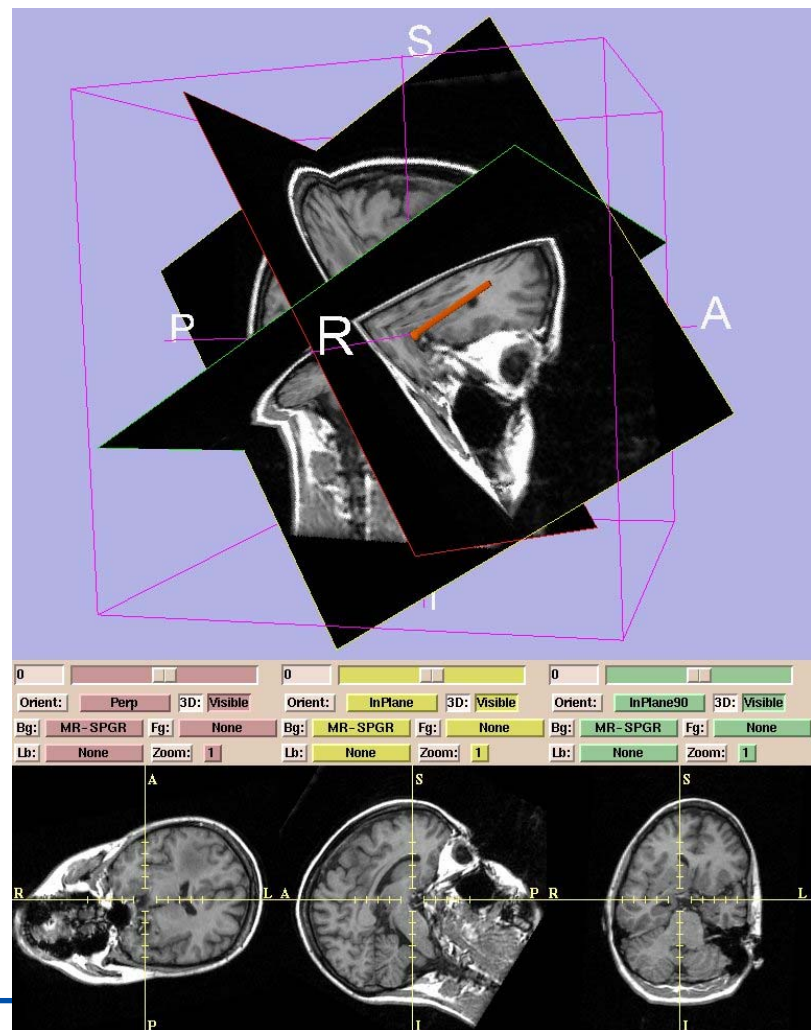 S
P
R
A
I
0 0 0
Orient: Perp 3D: Visible Orient: InPlane 3D: Visible Orient: InPlane90 3D: Visible
Bg: MR-SPGR Fg: None Bg: MR-SPGR Fg: None Bg: MR-SPGR Fg: None
Lb: None Zoom: 1 Lb: None Zoom: 1 Lb: None Zoom: 1
A S S
R L A P R L
P I I